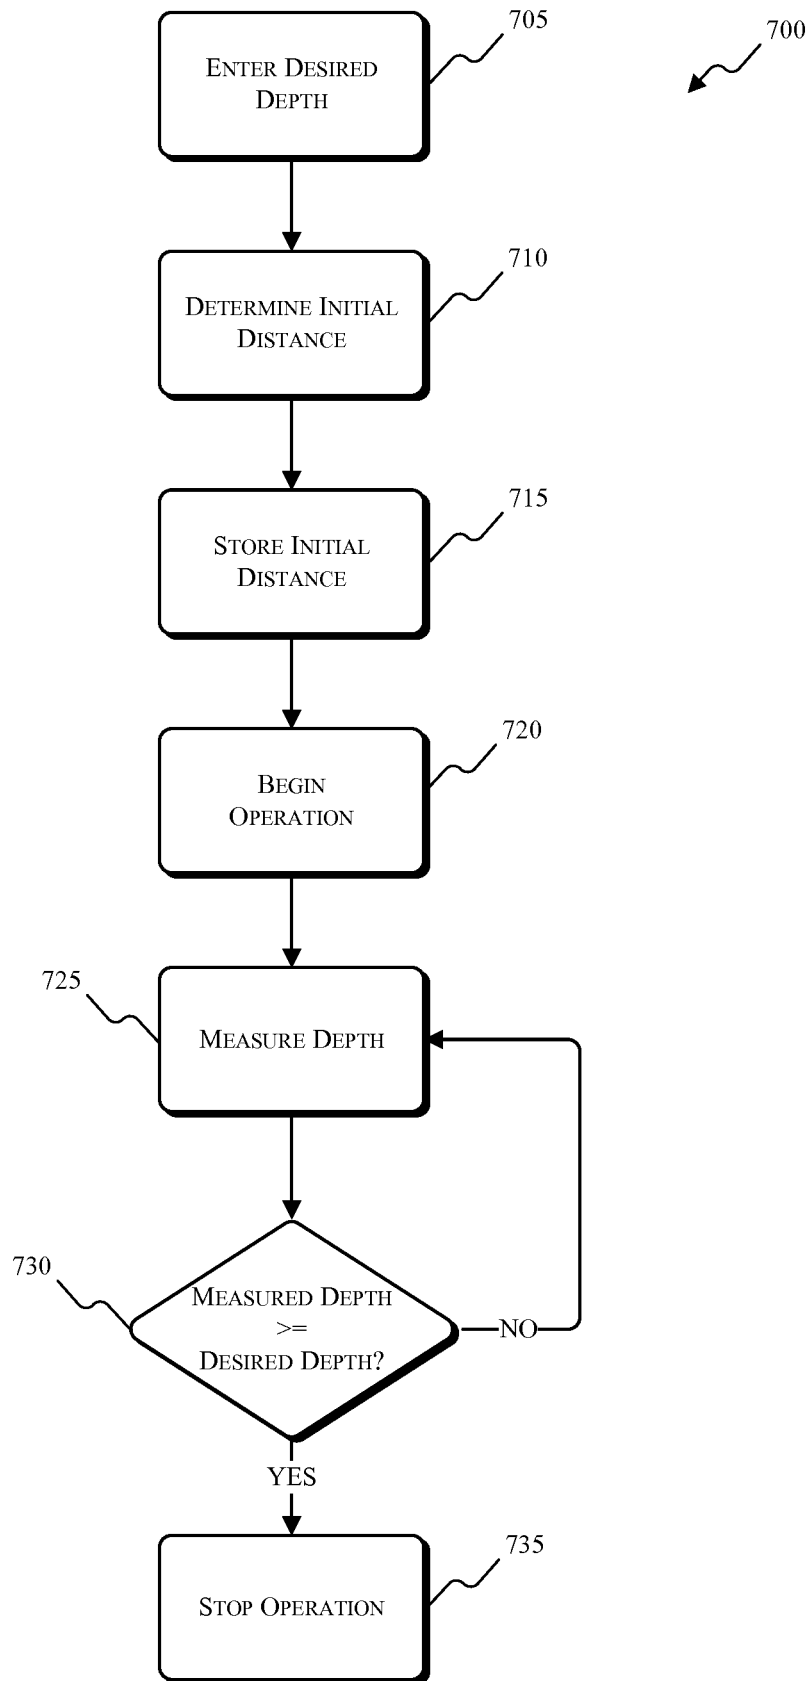 705
700
ENTER DESIRED
DEPTH
710
DETERMINE INITIAL
DISTANCE
715
STORE INITIAL
DISTANCE
720
BEGIN
OPERATION
725
MEASURE DEPTH
730
MEASURED DEPTH
>=
DESIRED DEPTH?
NO
YES
735
STOP OPERATION